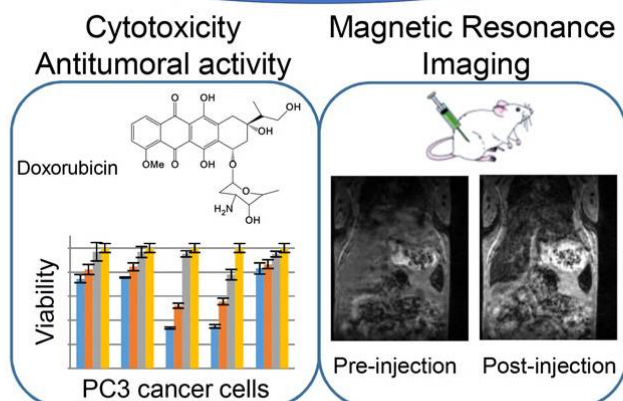 Cytotoxicity
Antitumoral activity
Magnetic Resonance
Imaging
Doxorubicin
O
OH
OH
OH
OMe
O
OH
O
O
H₂N
OH
Viability
PC3 cancer cells
Pre-injection
Post-injection